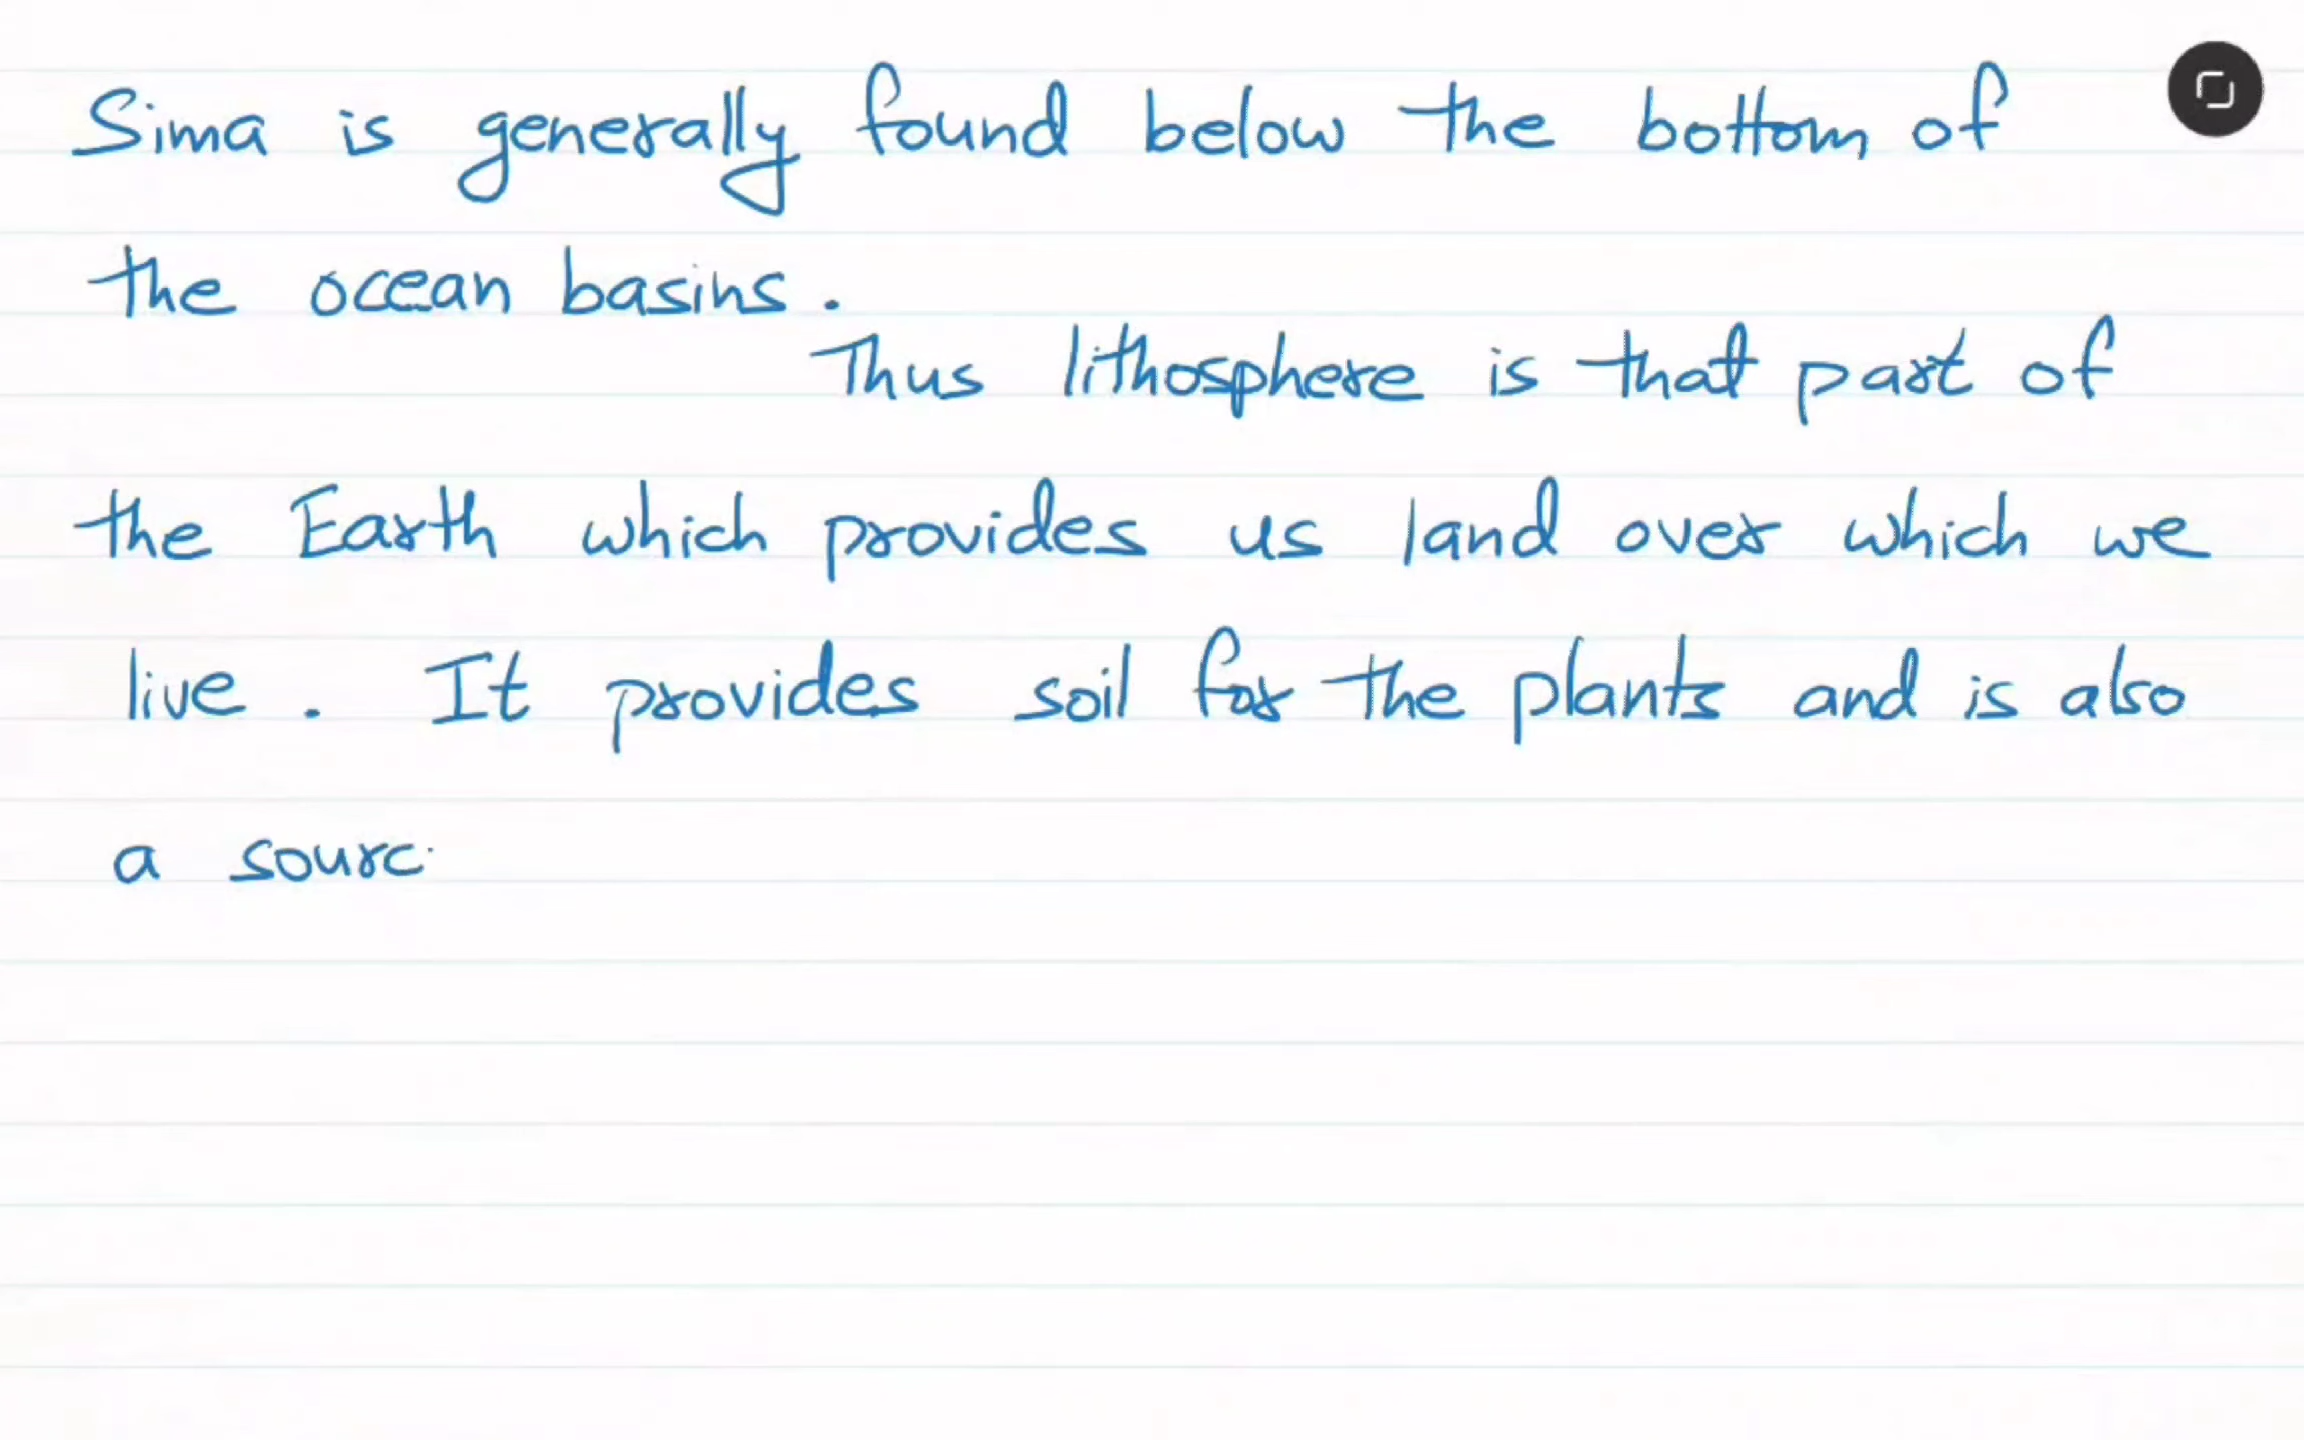 Sima is generally found below the bottom of
the ocean basins.
Thus lithosphere is that part of
the Earth which provides us land over which we
live. It provides soil for the plants and is also
a sourc